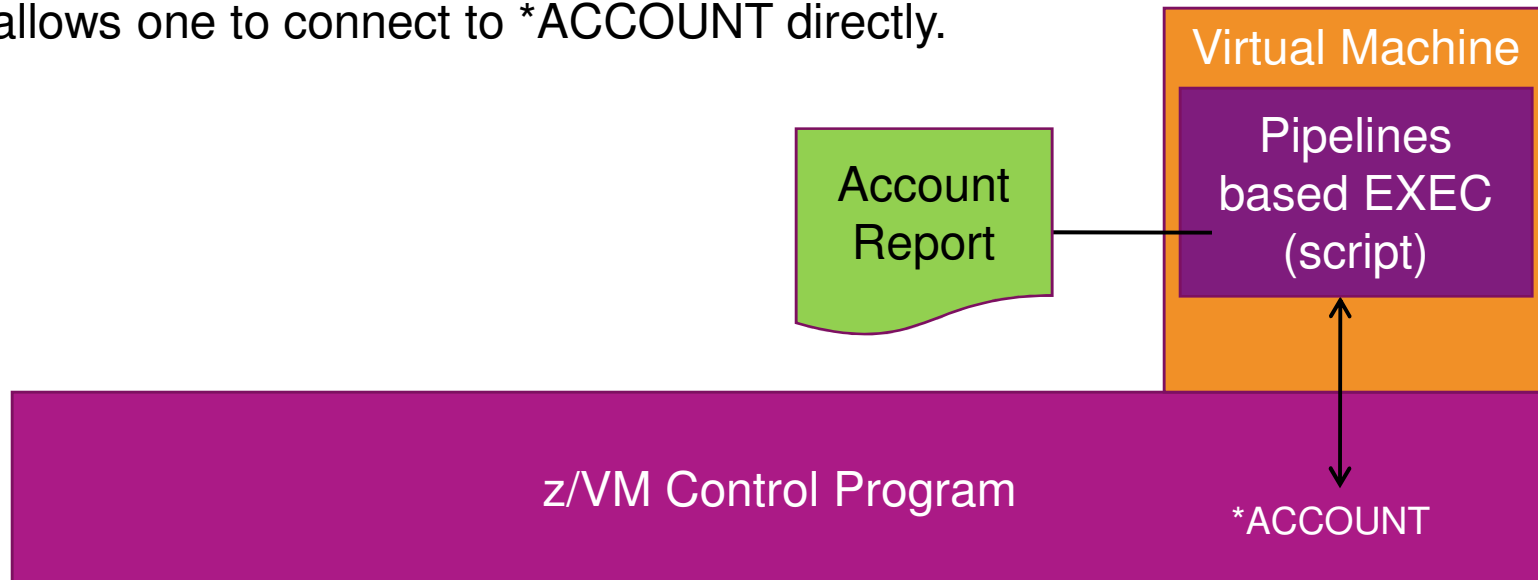 allows one to connect to *ACCOUNT directly.
Virtual Machine
Pipelines
based EXEC
(script)
Account
Report
z/VM Control Program
*ACCOUNT